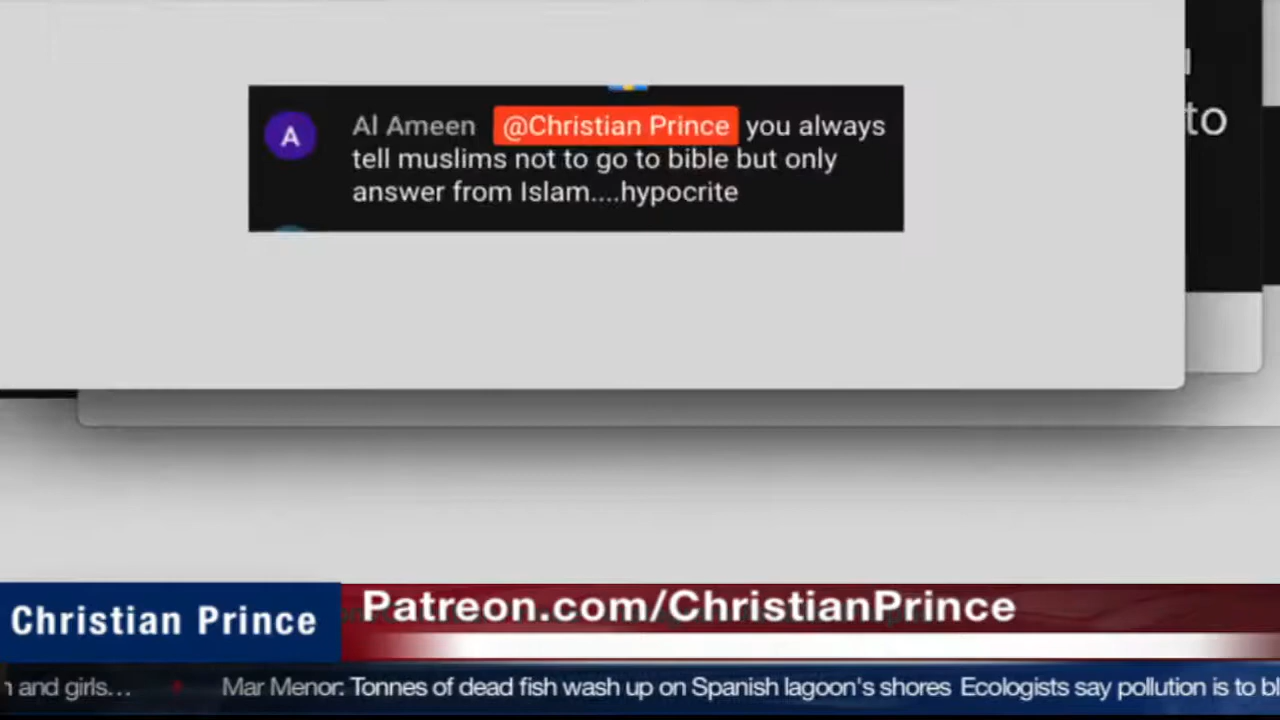 to
A
Al Ameen @Christian Prince you always
tell muslims not to go to bible but only
answer from Islam....hypocrite
Christian Prince
Patreon.com/ChristianPrince
and girls... Mar Menor: Tonnes of dead fish wash up on Spanish lagoon's shores Ecologists say pollution is to